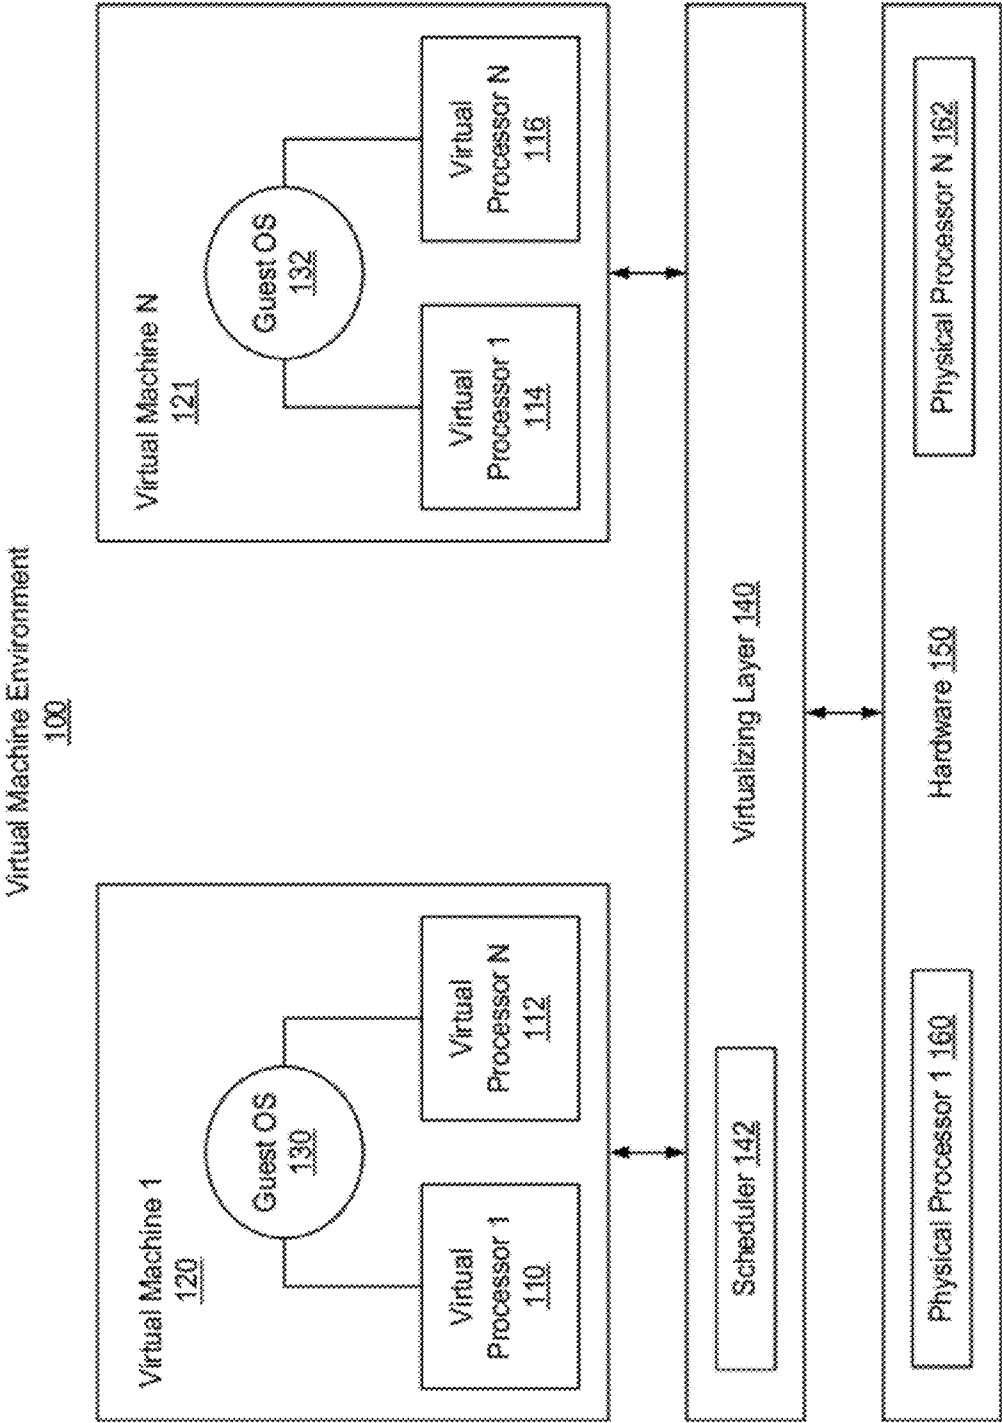 Virtual Machine Environment
100
Virtual Machine 1
120
Guest OS
130
Virtual
Processor 1
110
Virtual
Processor N
112
Virtual Machine N
121
Guest OS
132
Virtual
Processor 1
114
Virtual
Processor N
116
Scheduler 142
Virtualizing Layer 140
Physical Processor 1 160
Hardware 150
Physical Processor N 162